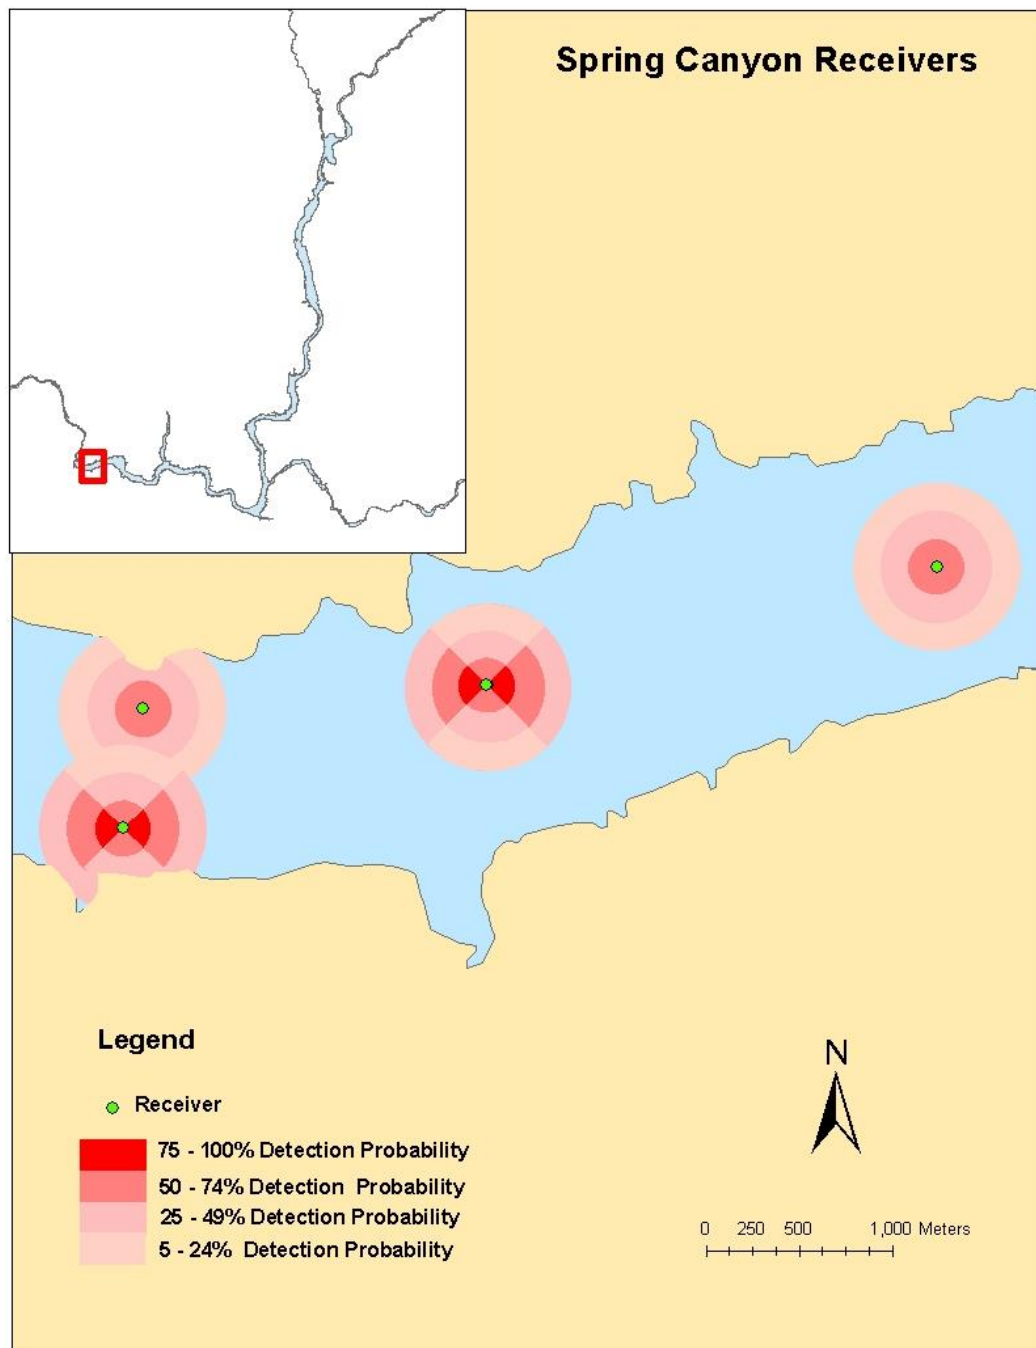 Spring Canyon Receivers
Legend
Receiver
75 - 100% Detection Probability
50 - 74% Detection Probability
25 - 49% Detection Probability
5 - 24% Detection Probability
N
0 250 500 1,000 Meters